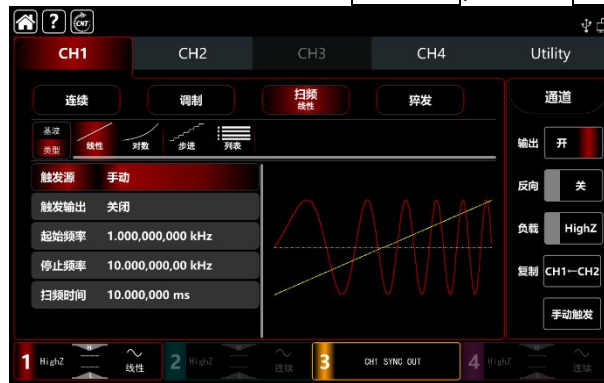 ? CNT
CH1 CH2 CH3 CH4 Utility
连续 调制 扫频 线性 猝发 通道
基波 类型 线性 对数 步进 列表
输出 开
触发源 手动
反向 关
触发输出 关闭
起始频率 1.000,000,000 kHz
负载 HighZ
停止频率 10.000,000,00 kHz
复制 CH1←CH2
扫频时间 10.000,000 ms
手动触发
1 HighZ 线性 2 HighZ 连续 3 CH1 SYNC OUT 4 HighZ 连续